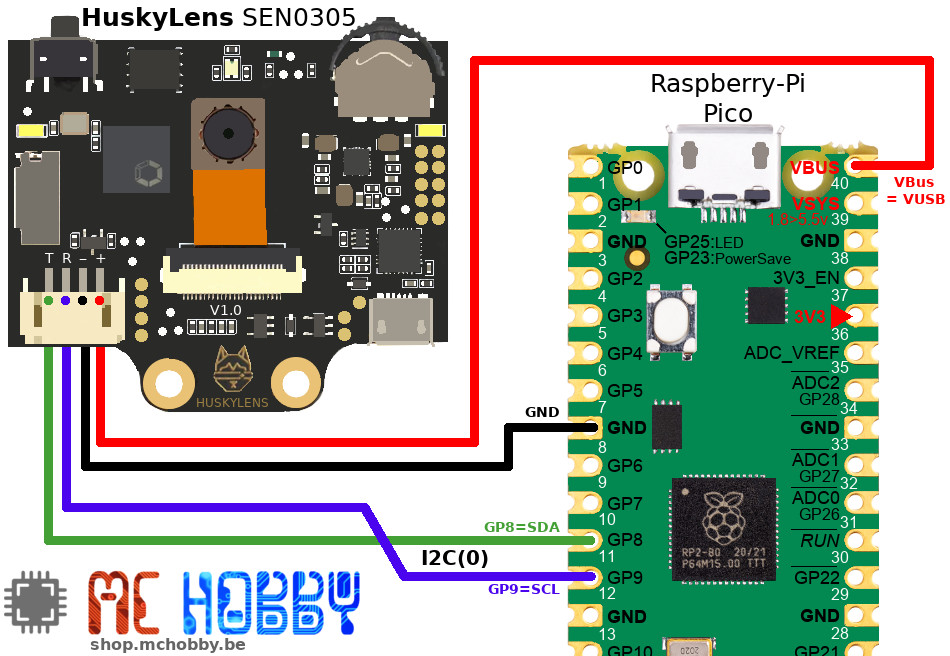 HuskyLens SEN0305
T R – +
V1.0
HUSKYLENS
Raspberry-Pi
Pico
VBus
= VUSB
GP0
1
GP1
2
GND
3
GP2
4
GP3
5
GP4
6
GP5
7
GND
8
GP6
9
GP7
10
GP8
11
GP9
12
GND
13
GP10
GP25:LED
GP23:PowerSave
RP2-B0 20/21
P64M15.00 TTT
VBUS
40
VSYS
1.8>5.5v
39
GND
38
3V3_EN
37
3V3
36
ADC_VREF
35
ADC2
GP28
34
GND
33
ADC1
GP27
32
ADC0
GP26
31
RUN
30
GP22
29
GND
28
GP21
GND
GP8=SDA
I2C(0)
GP9=SCL
MC HOBBY
shop.mchobby.be